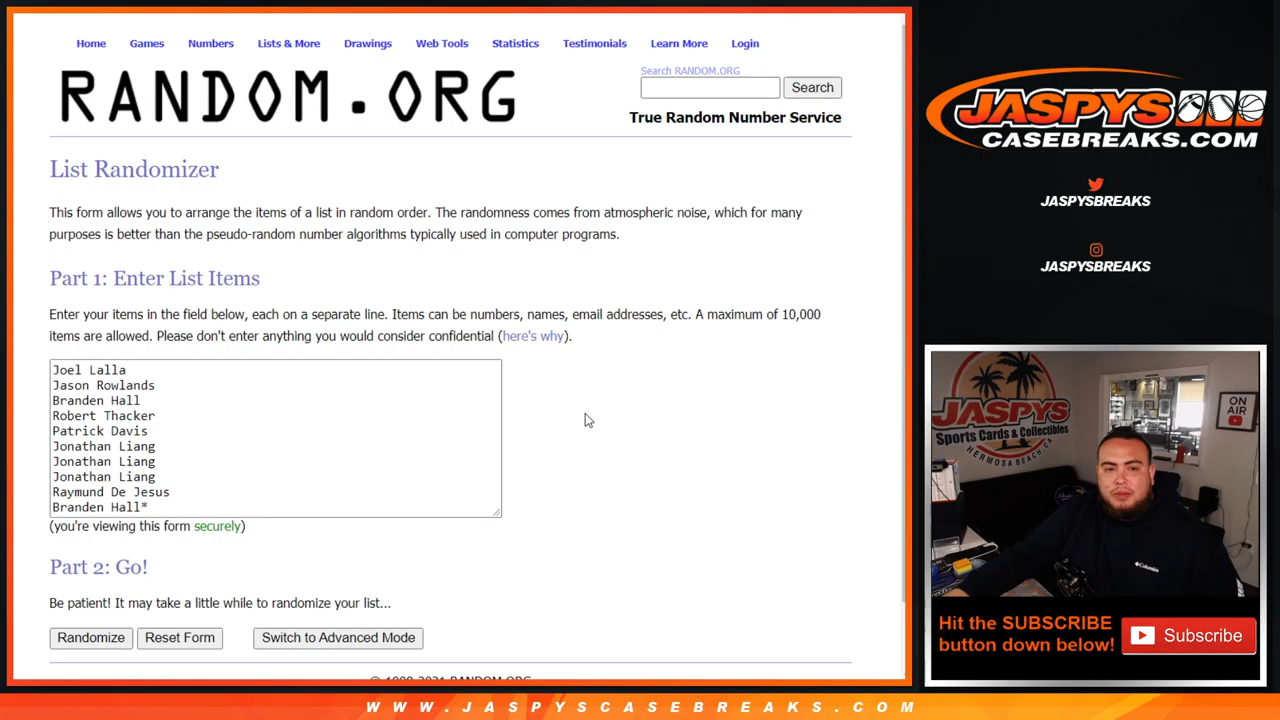 Home Games Numbers Lists & More Drawings Web Tools Statistics Testimonials Learn More Login
RANDOM.ORG
Search RANDOM.ORG
Search
True Random Number Service
List Randomizer
This form allows you to arrange the items of a list in random order. The randomness comes from atmospheric noise, which for many
purposes is better than the pseudo-random number algorithms typically used in computer programs.
Part 1: Enter List Items
Enter your items in the field below, each on a separate line. Items can be numbers, names, email addresses, etc. A maximum of 10,000
items are allowed. Please don't enter anything you would consider confidential (here's why).
Joel Lalla
Jason Rowlands
Branden Hall
Robert Thacker
Patrick Davis
Jonathan Liang
Jonathan Liang
Jonathan Liang
Raymund De Jesus
Branden Hall*
(you're viewing this form securely)
Part 2: Go!
Be patient! It may take a little while to randomize your list...
Randomize Reset Form Switch to Advanced Mode
JASPYS
CASEBREAKS.COM
JASPYSBREAKS
JASPYSBREAKS
JASPYS
Sports Cards & Collectibles
HERMOSA BEACH, CA
ON
AIR
Columbia
Hit the SUBSCRIBE
button down below!
Subscribe
WWW.JASPYSCASEBREAKS.COM